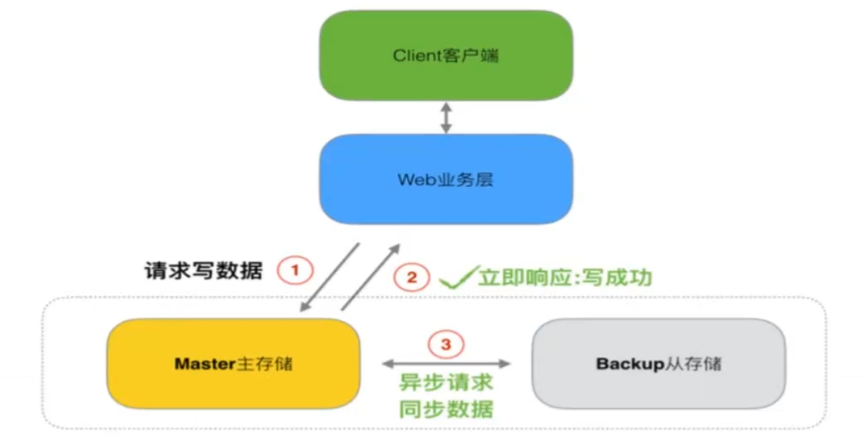 Client客户端
Web业务层
请求写数据 1
2 立即响应:写成功
3
Master主存储
Backup从存储
异步请求
同步数据